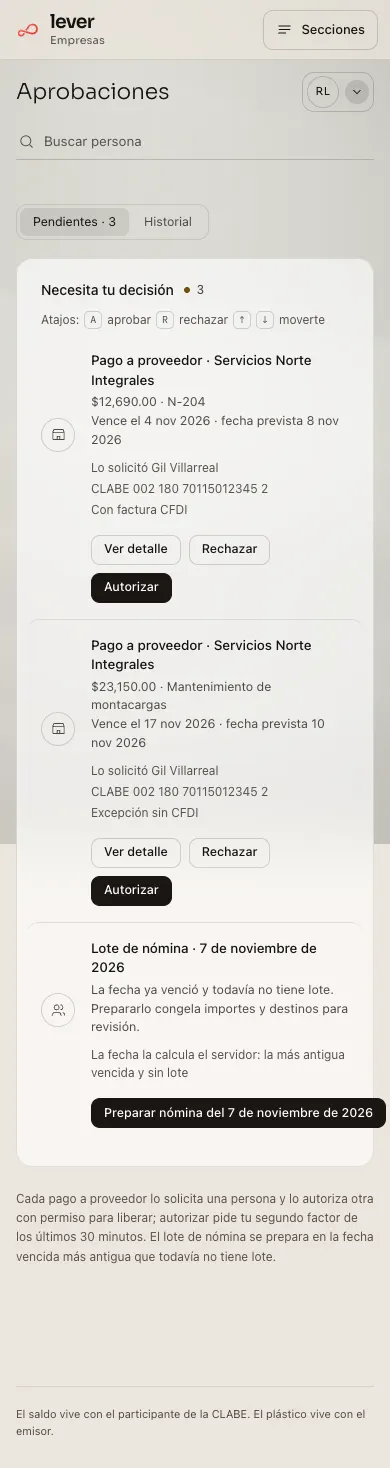 lever
Empresas
Secciones
Aprobaciones
RL
Buscar persona
Pendientes · 3
Historial
Necesita tu decisión
3
Atajos: A aprobar R rechazar ↑ ↓ moverte
Pago a proveedor · Servicios Norte
Integrales
$12,690.00 · N-204
Vence el 4 nov 2026 · fecha prevista 8 nov
2026
Lo solicitó Gil Villarreal
CLABE 002 180 70115012345 2
Con factura CFDI
Ver detalle
Rechazar
Autorizar
Pago a proveedor · Servicios Norte
Integrales
$23,150.00 · Mantenimiento de
montacargas
Vence el 17 nov 2026 · fecha prevista 10
nov 2026
Lo solicitó Gil Villarreal
CLABE 002 180 70115012345 2
Excepción sin CFDI
Ver detalle
Rechazar
Autorizar
Lote de nómina · 7 de noviembre de
2026
La fecha ya venció y todavía no tiene lote.
Prepararlo congela importes y destinos para
revisión.
La fecha la calcula el servidor: la más antigua
vencida y sin lote
Preparar nómina del 7 de noviembre de 2026
Cada pago a proveedor lo solicita una persona y lo autoriza otra
con permiso para liberar; autorizar pide tu segundo factor de
los últimos 30 minutos. El lote de nómina se prepara en la fecha
vencida más antigua que todavía no tiene lote.
El saldo vive con el participante de la CLABE. El plástico vive con el
emisor.